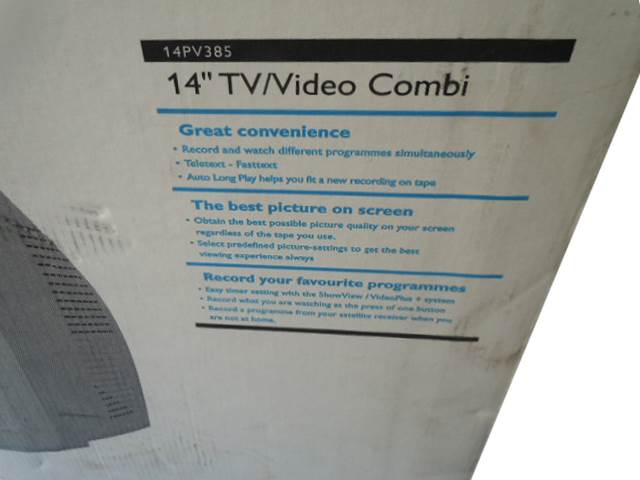 14PV385
14" TV/Video Combi
Great convenience
• Record and watch different programmes simultaneously
• Teletext - Fasttext
• Auto Long Play helps you fit a new recording on tape
The best picture on screen
• Obtain the best possible picture quality on your screen
regardless of the tape you use.
• Select predefined picture-settings to get the best
viewing experience always
Record your favourite programmes
• Easy timer setting with the ShowView / VideoPlus + system
• Record what you are watching at the press of one button
• Record a programme from your satellite receiver when you
are not at home.